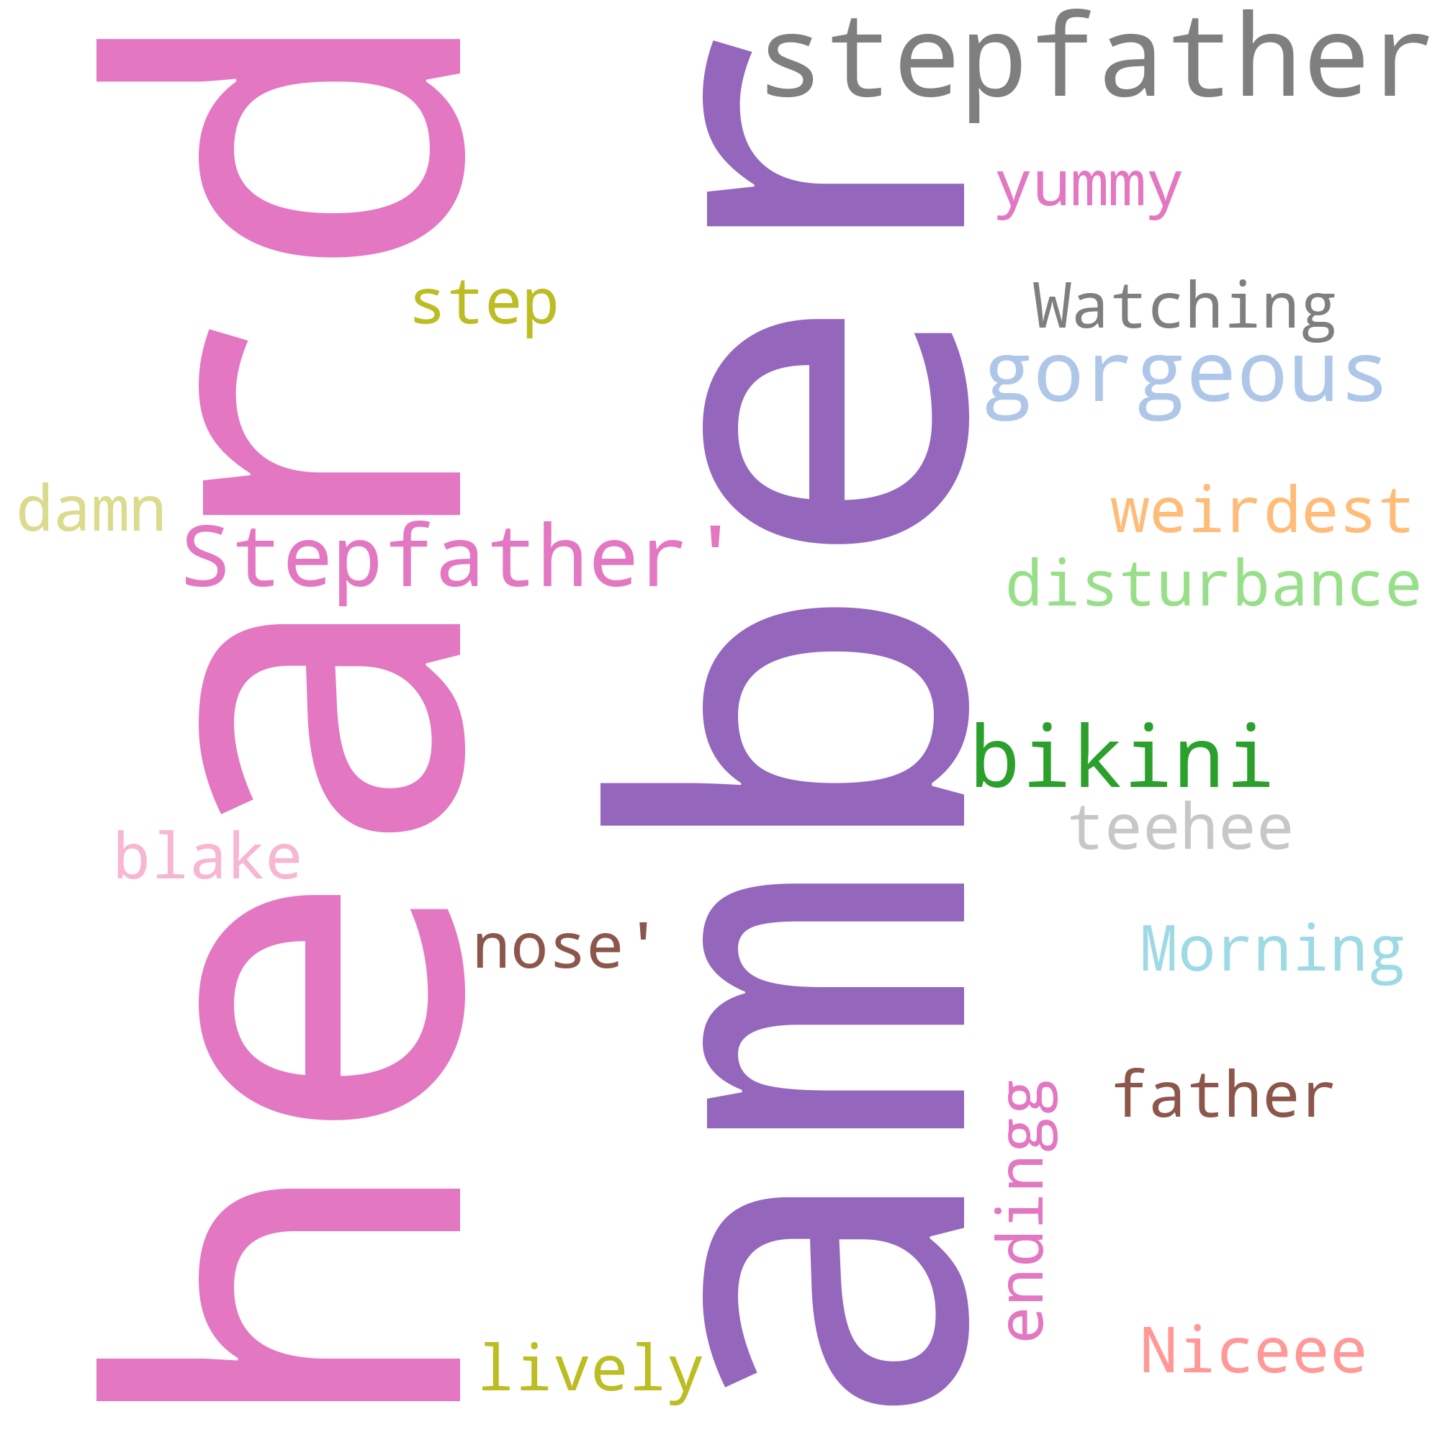 heard
amber
stepfather
yummy
step
Watching
gorgeous
damn
weirdest
Stepfather'
disturbance
bikini
teehee
blake
nose'
Morning
father
endingg
lively
Niceee